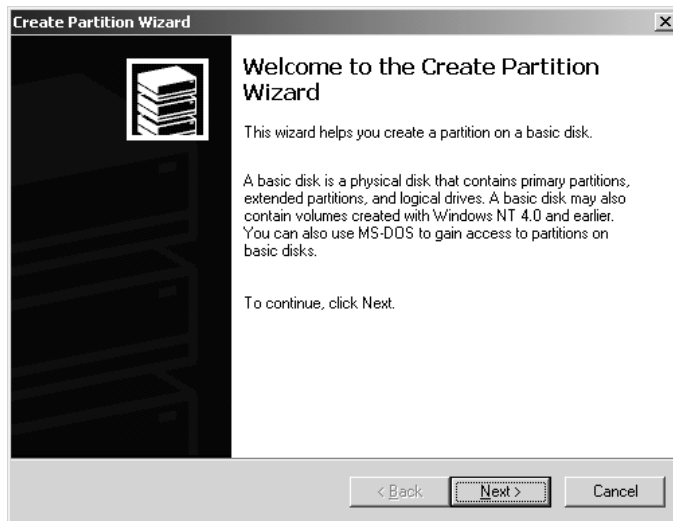 Create Partition Wizard
Welcome to the Create Partition
Wizard
This wizard helps you create a partition on a basic disk.
A basic disk is a physical disk that contains primary partitions,
extended partitions, and logical drives. A basic disk may also
contain volumes created with Windows NT 4.0 and earlier.
You can also use MS-DOS to gain access to partitions on
basic disks.
To continue, click Next.
< Back
Next >
Cancel